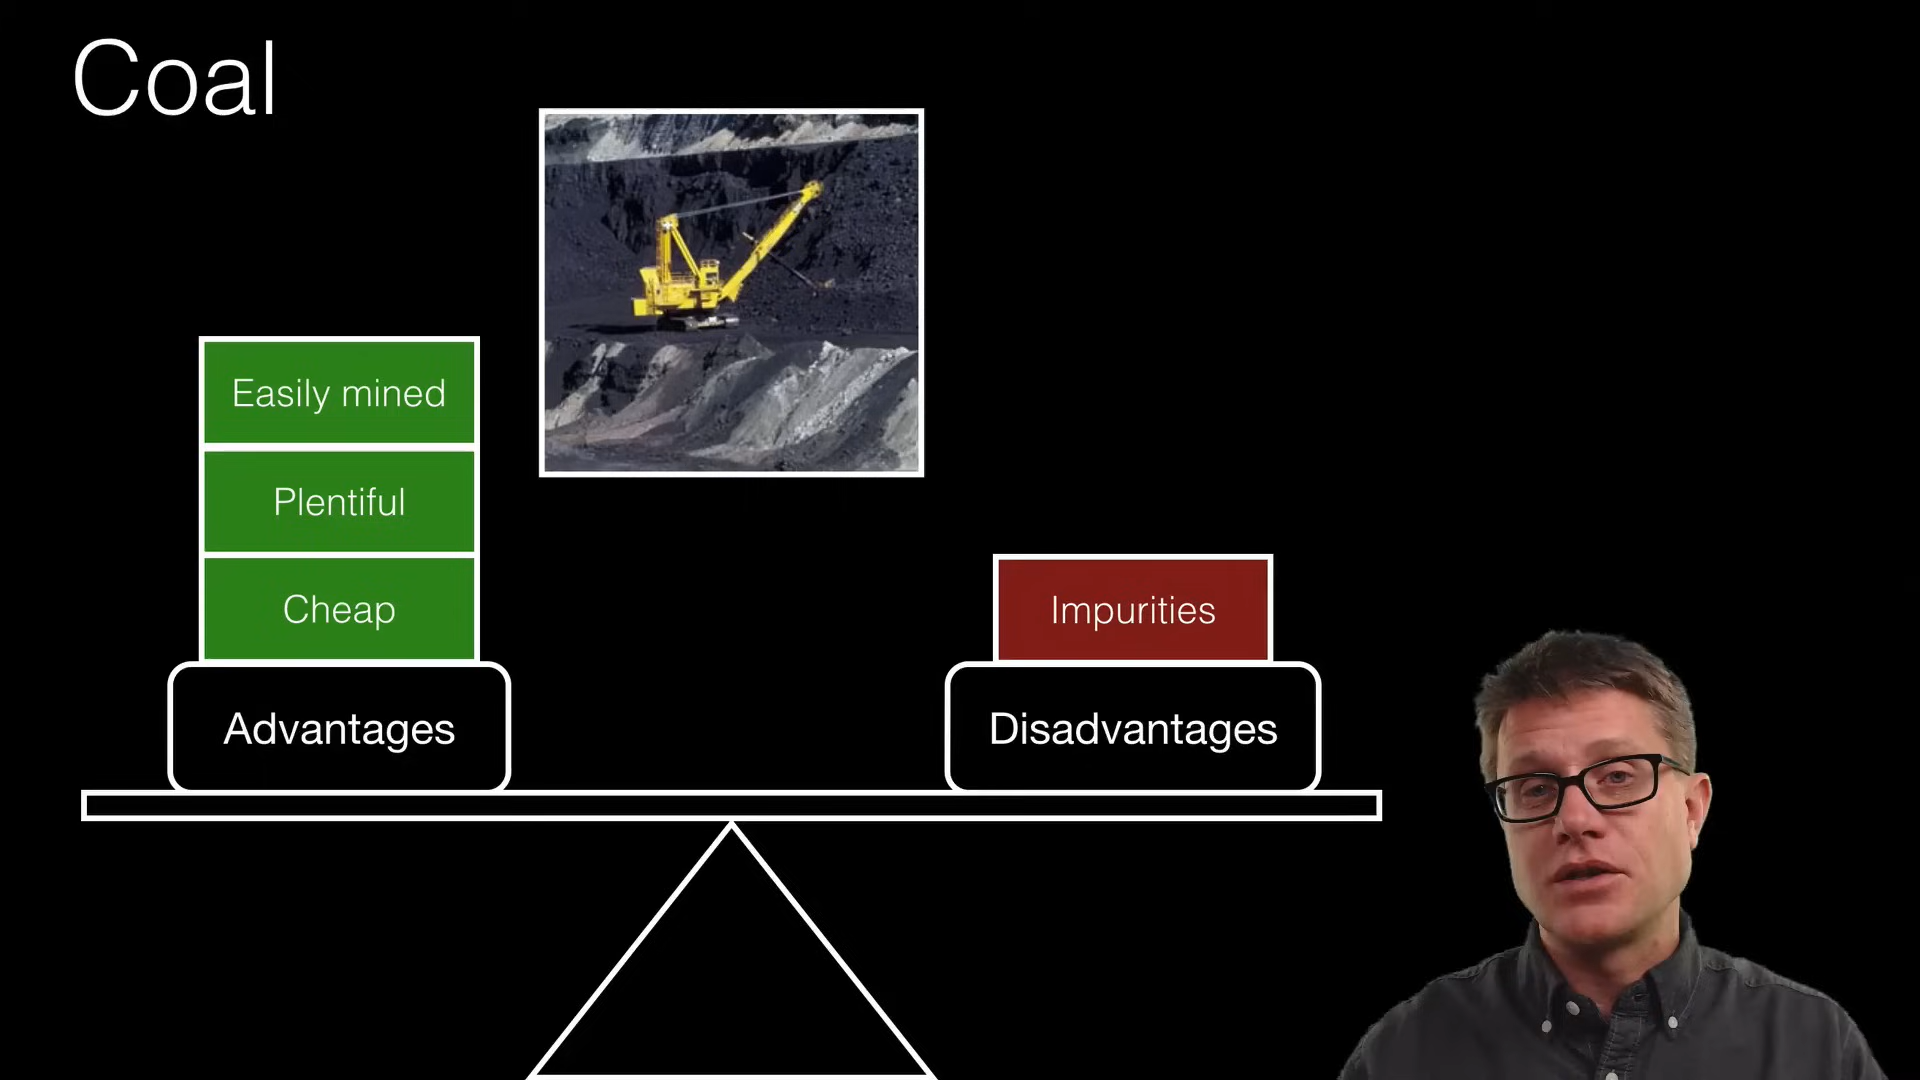 Coal
Easily mined
Plentiful
Cheap
Impurities
Advantages
Disadvantages